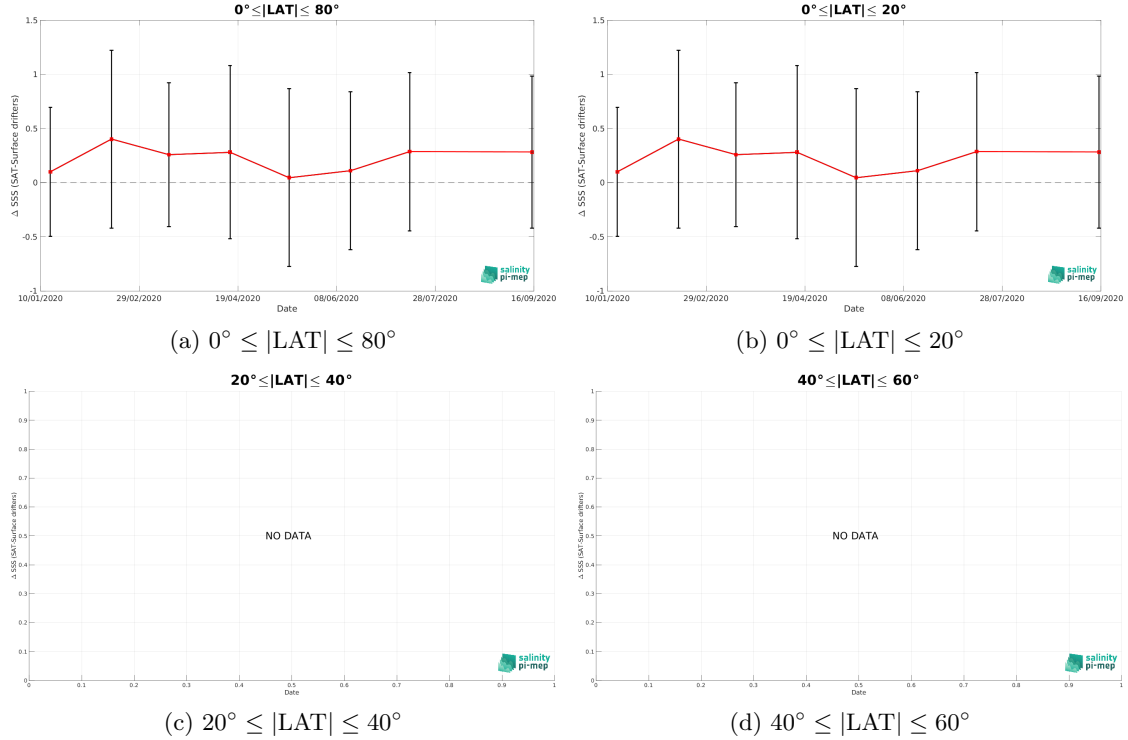 0°≤|LAT|≤ 80°
1.5
1
0.5
0
-0.5
-1
Δ SSS (SAT-Surface drifters)
10/01/2020 29/02/2020 19/04/2020 08/06/2020 28/07/2020 16/09/2020
Date
salinity
pi-mep
(a) 0° ≤ |LAT| ≤ 80°
0°≤|LAT|≤ 20°
1.5
1
0.5
0
-0.5
-1
Δ SSS (SAT-Surface drifters)
10/01/2020 29/02/2020 19/04/2020 08/06/2020 28/07/2020 16/09/2020
Date
salinity
pi-mep
(b) 0° ≤ |LAT| ≤ 20°
20°≤|LAT|≤ 40°
1
0.9
0.8
0.7
0.6
0.5
0.4
0.3
0.2
0.1
0
Δ SSS (SAT-Surface drifters)
NO DATA
0 0.1 0.2 0.3 0.4 0.5 0.6 0.7 0.8 0.9 1
Date
salinity
pi-mep
(c) 20° ≤ |LAT| ≤ 40°
40°≤|LAT|≤ 60°
1
0.9
0.8
0.7
0.6
0.5
0.4
0.3
0.2
0.1
0
Δ SSS (SAT-Surface drifters)
NO DATA
0 0.1 0.2 0.3 0.4 0.5 0.6 0.7 0.8 0.9 1
Date
salinity
pi-mep
(d) 40° ≤ |LAT| ≤ 60°